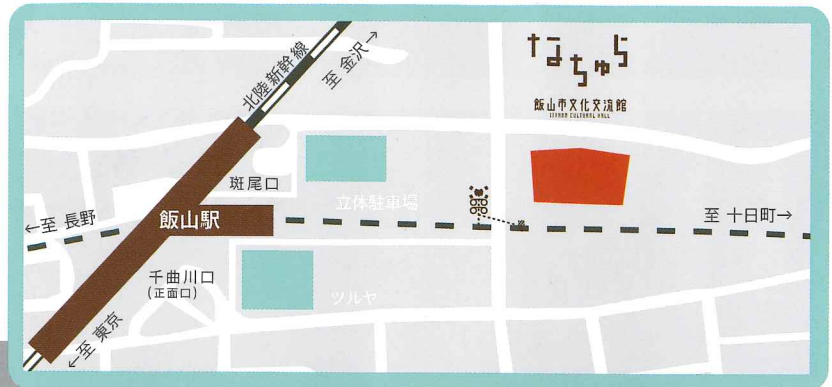 北陸新幹線
至 金沢→
なちゅら
飯山市文化交流館
IIYAMA CULTURAL HALL
斑尾口
立体駐車場
←至 長野
飯山駅
至 十日町→
千曲川口
(正面口)
ツルヤ
←至 東京